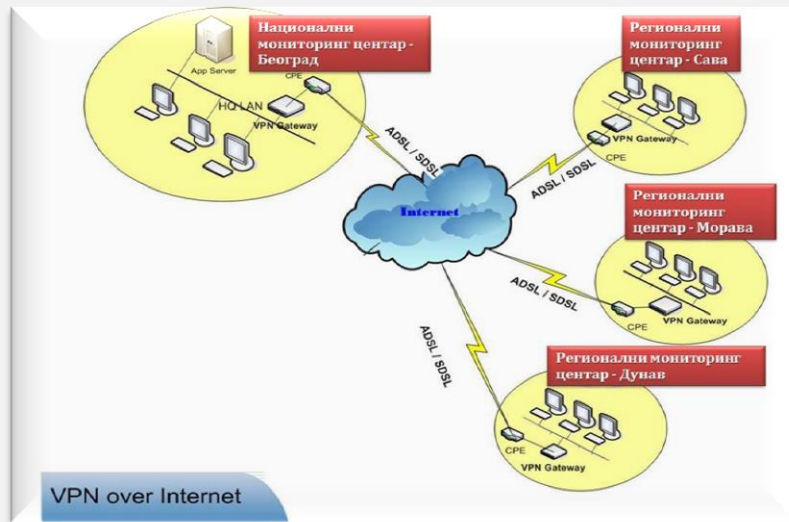 Национални
мониторинг центар -
Београд
App Server
CPE
HQ LAN
VPN Gateway
ADSL / SDSL
Регионални
мониторинг
центар - Сава
VPN Gateway
CPE
ADSL / SDSL
Internet
Регионални
мониторинг
центар - Морава
ADSL / SDSL
VPN Gateway
CPE
ADSL / SDSL
Регионални мониторинг
центар - Дунав
CPE
VPN Gateway
VPN over Internet